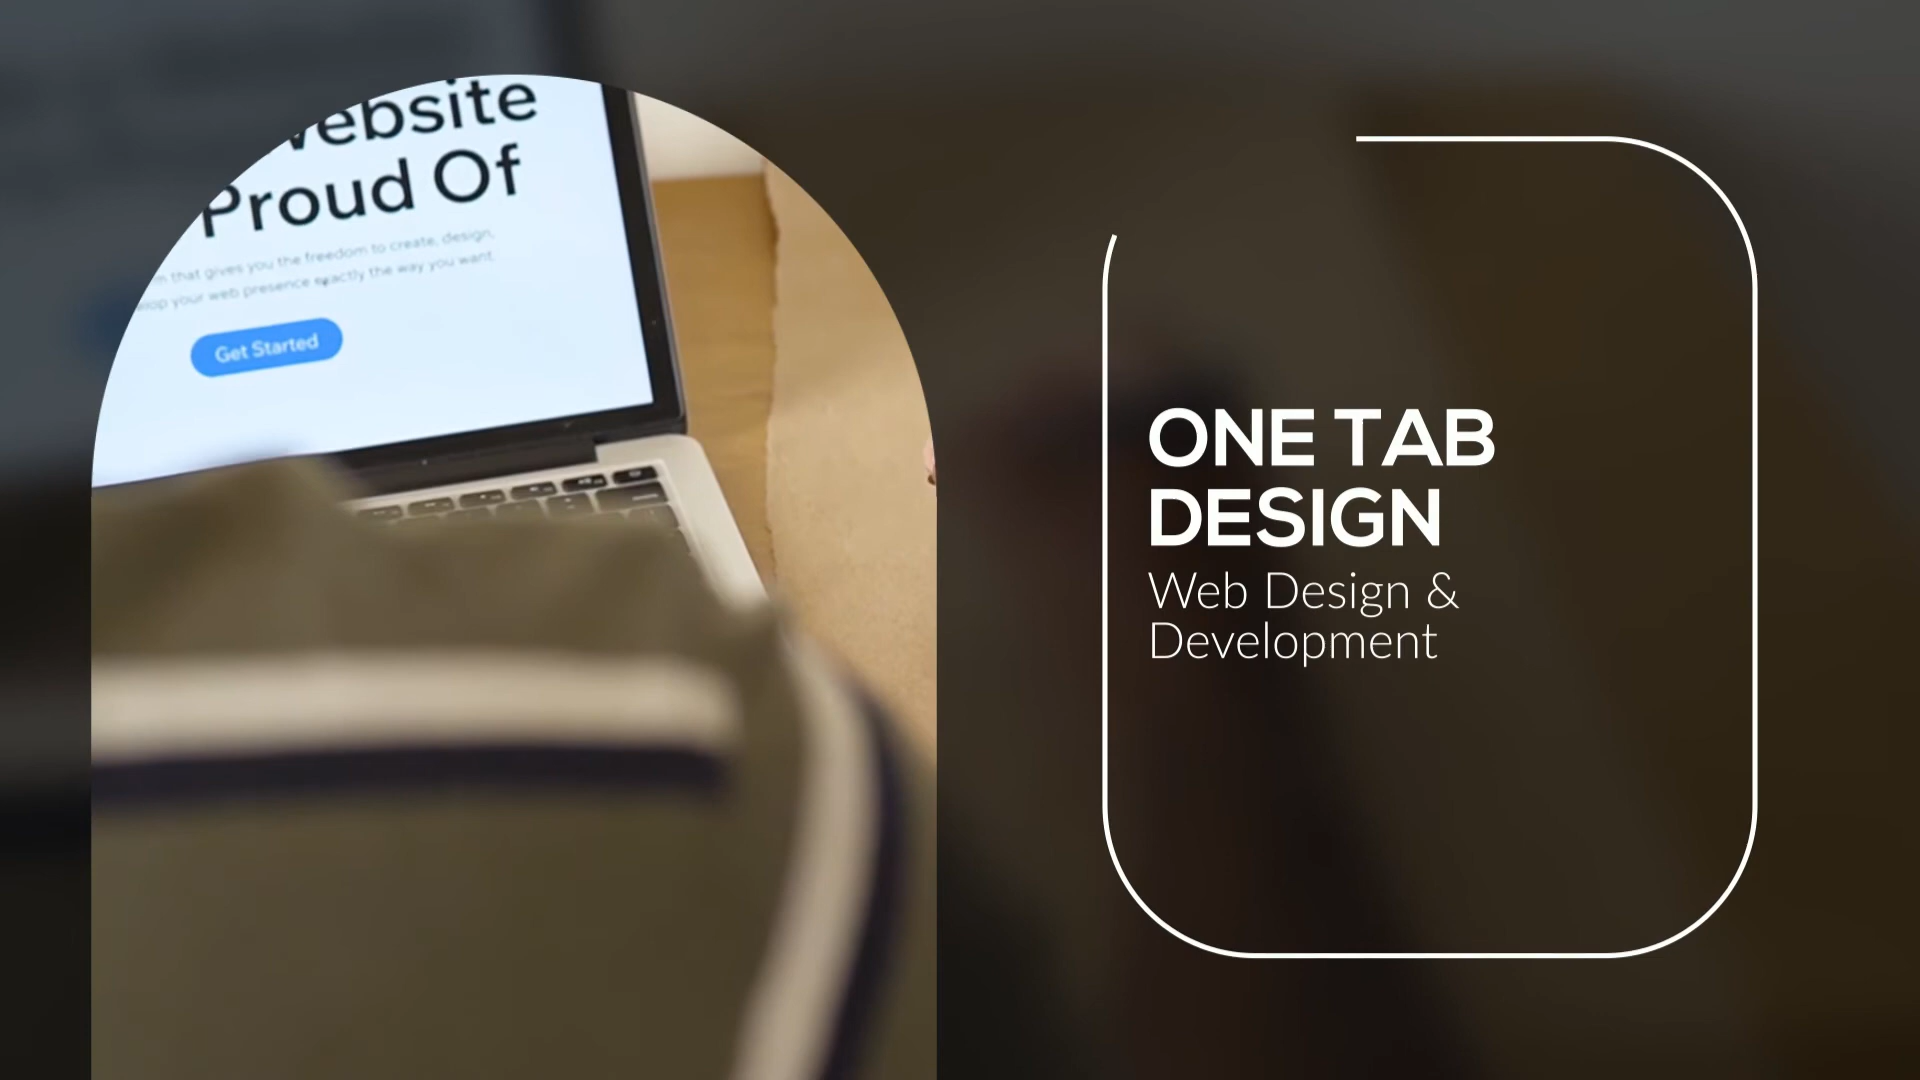 ebsite
Proud Of
that gives you the freedom to create, design,
your web presence exactly the way you want.
Get Started
ONE TAB
DESIGN
Web Design &
Development